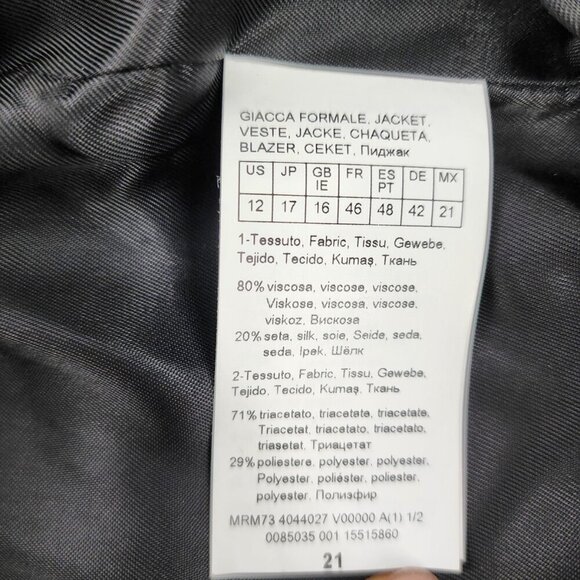 GIACCA FORMALE, JACKET,
VESTE, JACKE, CHAQUETA,
BLAZER, CEKET, Пиджак
US JP GB IE FR ES PT DE MX
12 17 16 46 48 42 21
1-Tessuto, Fabric, Tissu, Gewebe,
Tejido, Tecido, Kumaş, Ткань
80% viscosa, viscose, viscose,
Viskose, viscosa, viscose,
viskoz, Вискоза
20% seta, silk, soie, Seide, seda,
seda, Ipek, Шёлк
2-Tessuto, Fabric, Tissu, Gewebe,
Tejido, Tecido, Kumaş, Ткань
71% triacetato, triacetate, triacetate,
Triacetat, triacetato, triacetato,
triasetat, Триацетат
29% poliestere, polyester, polyester,
Polyester, poliéster, poliester,
polyester, Полиэфир
MRM73 4044027 V00000 A(1) 1/2
0085035 001 15515860
21